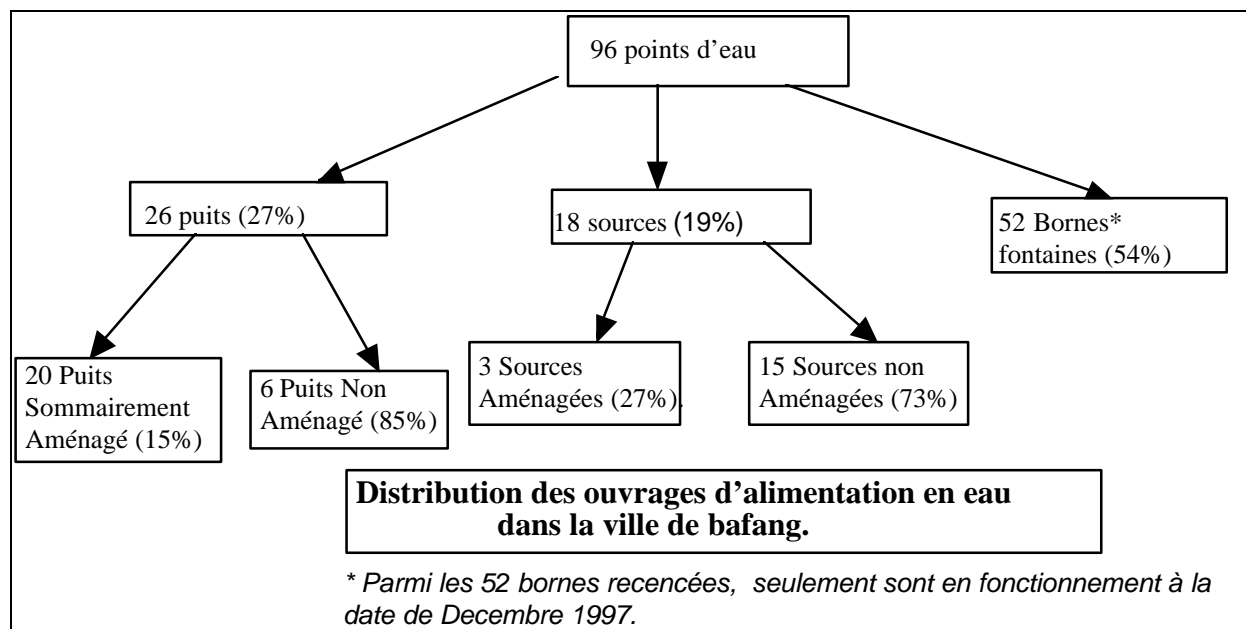 96 points d'eau
26 puits (27%)
18 sources (19%)
52 Bornes*
fontaines (54%)
20 Puits
Sommairement
Aménagé (15%)
6 Puits Non
Aménagé (85%)
3 Sources
Aménagées (27%).
15 Sources non
Aménagées (73%)
Distribution des ouvrages d'alimentation en eau
dans la ville de bafang.
* Parmi les 52 bornes recencées, seulement sont en fonctionnement à la
date de Decembre 1997.